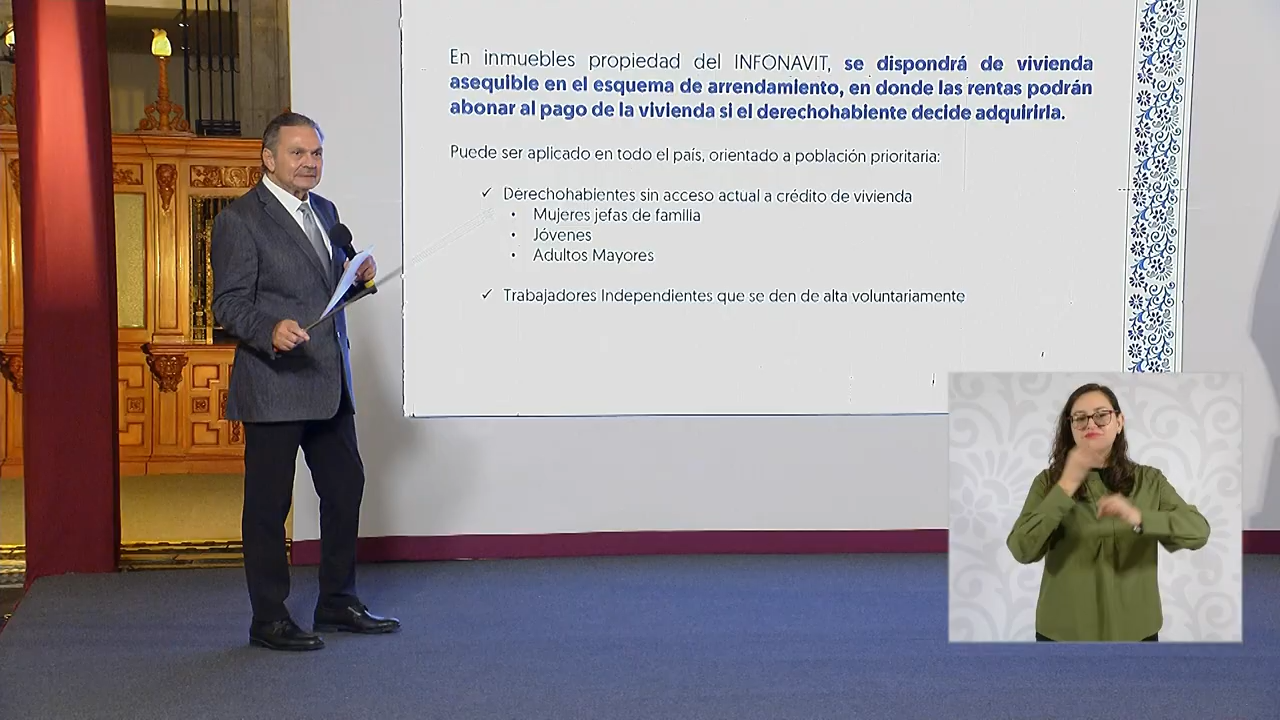 En inmuebles propiedad del INFONAVIT, se dispondrá de vivienda
asequible en el esquema de arrendamiento, en donde las rentas podrán
abonar al pago de la vivienda si el derechohabiente decide adquirirla.
Puede ser aplicado en todo el país, orientado a población prioritaria:
✓ Derechohabientes sin acceso actual a crédito de vivienda
• Mujeres jefas de familia
• Jóvenes
• Adultos Mayores
✓ Trabajadores Independientes que se den de alta voluntariamente